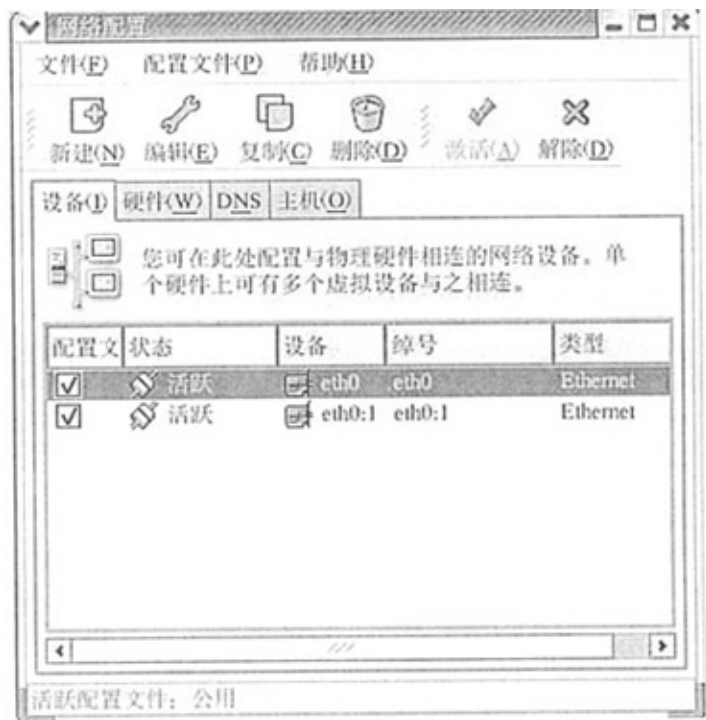 网络配置
文件(F) 配置文件(P) 帮助(H)
新建(N) 编辑(E) 复制(C) 删除(D) 激活(A) 解除(D)
设备(I) 硬件(W) DNS 主机(O)
您可在此处配置与物理硬件相连的网络设备。单
个硬件上可有多个虚拟设备与之相连。
配置文 状态 设备 绰号 类型
活跃 eth0 eth0 Ethernet
活跃 eth0:1 eth0:1 Ethernet
活跃配置文件：公用